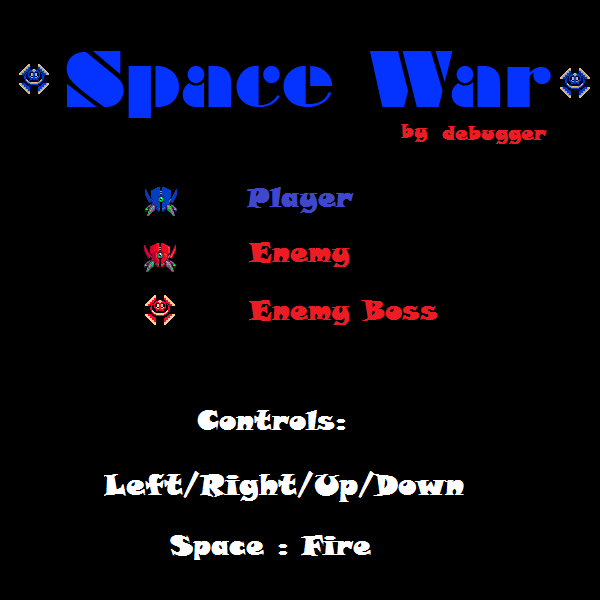 Space War
by debugger
Player
Enemy
Enemy Boss
Controls:
Left/Right/Up/Down
Space : Fire